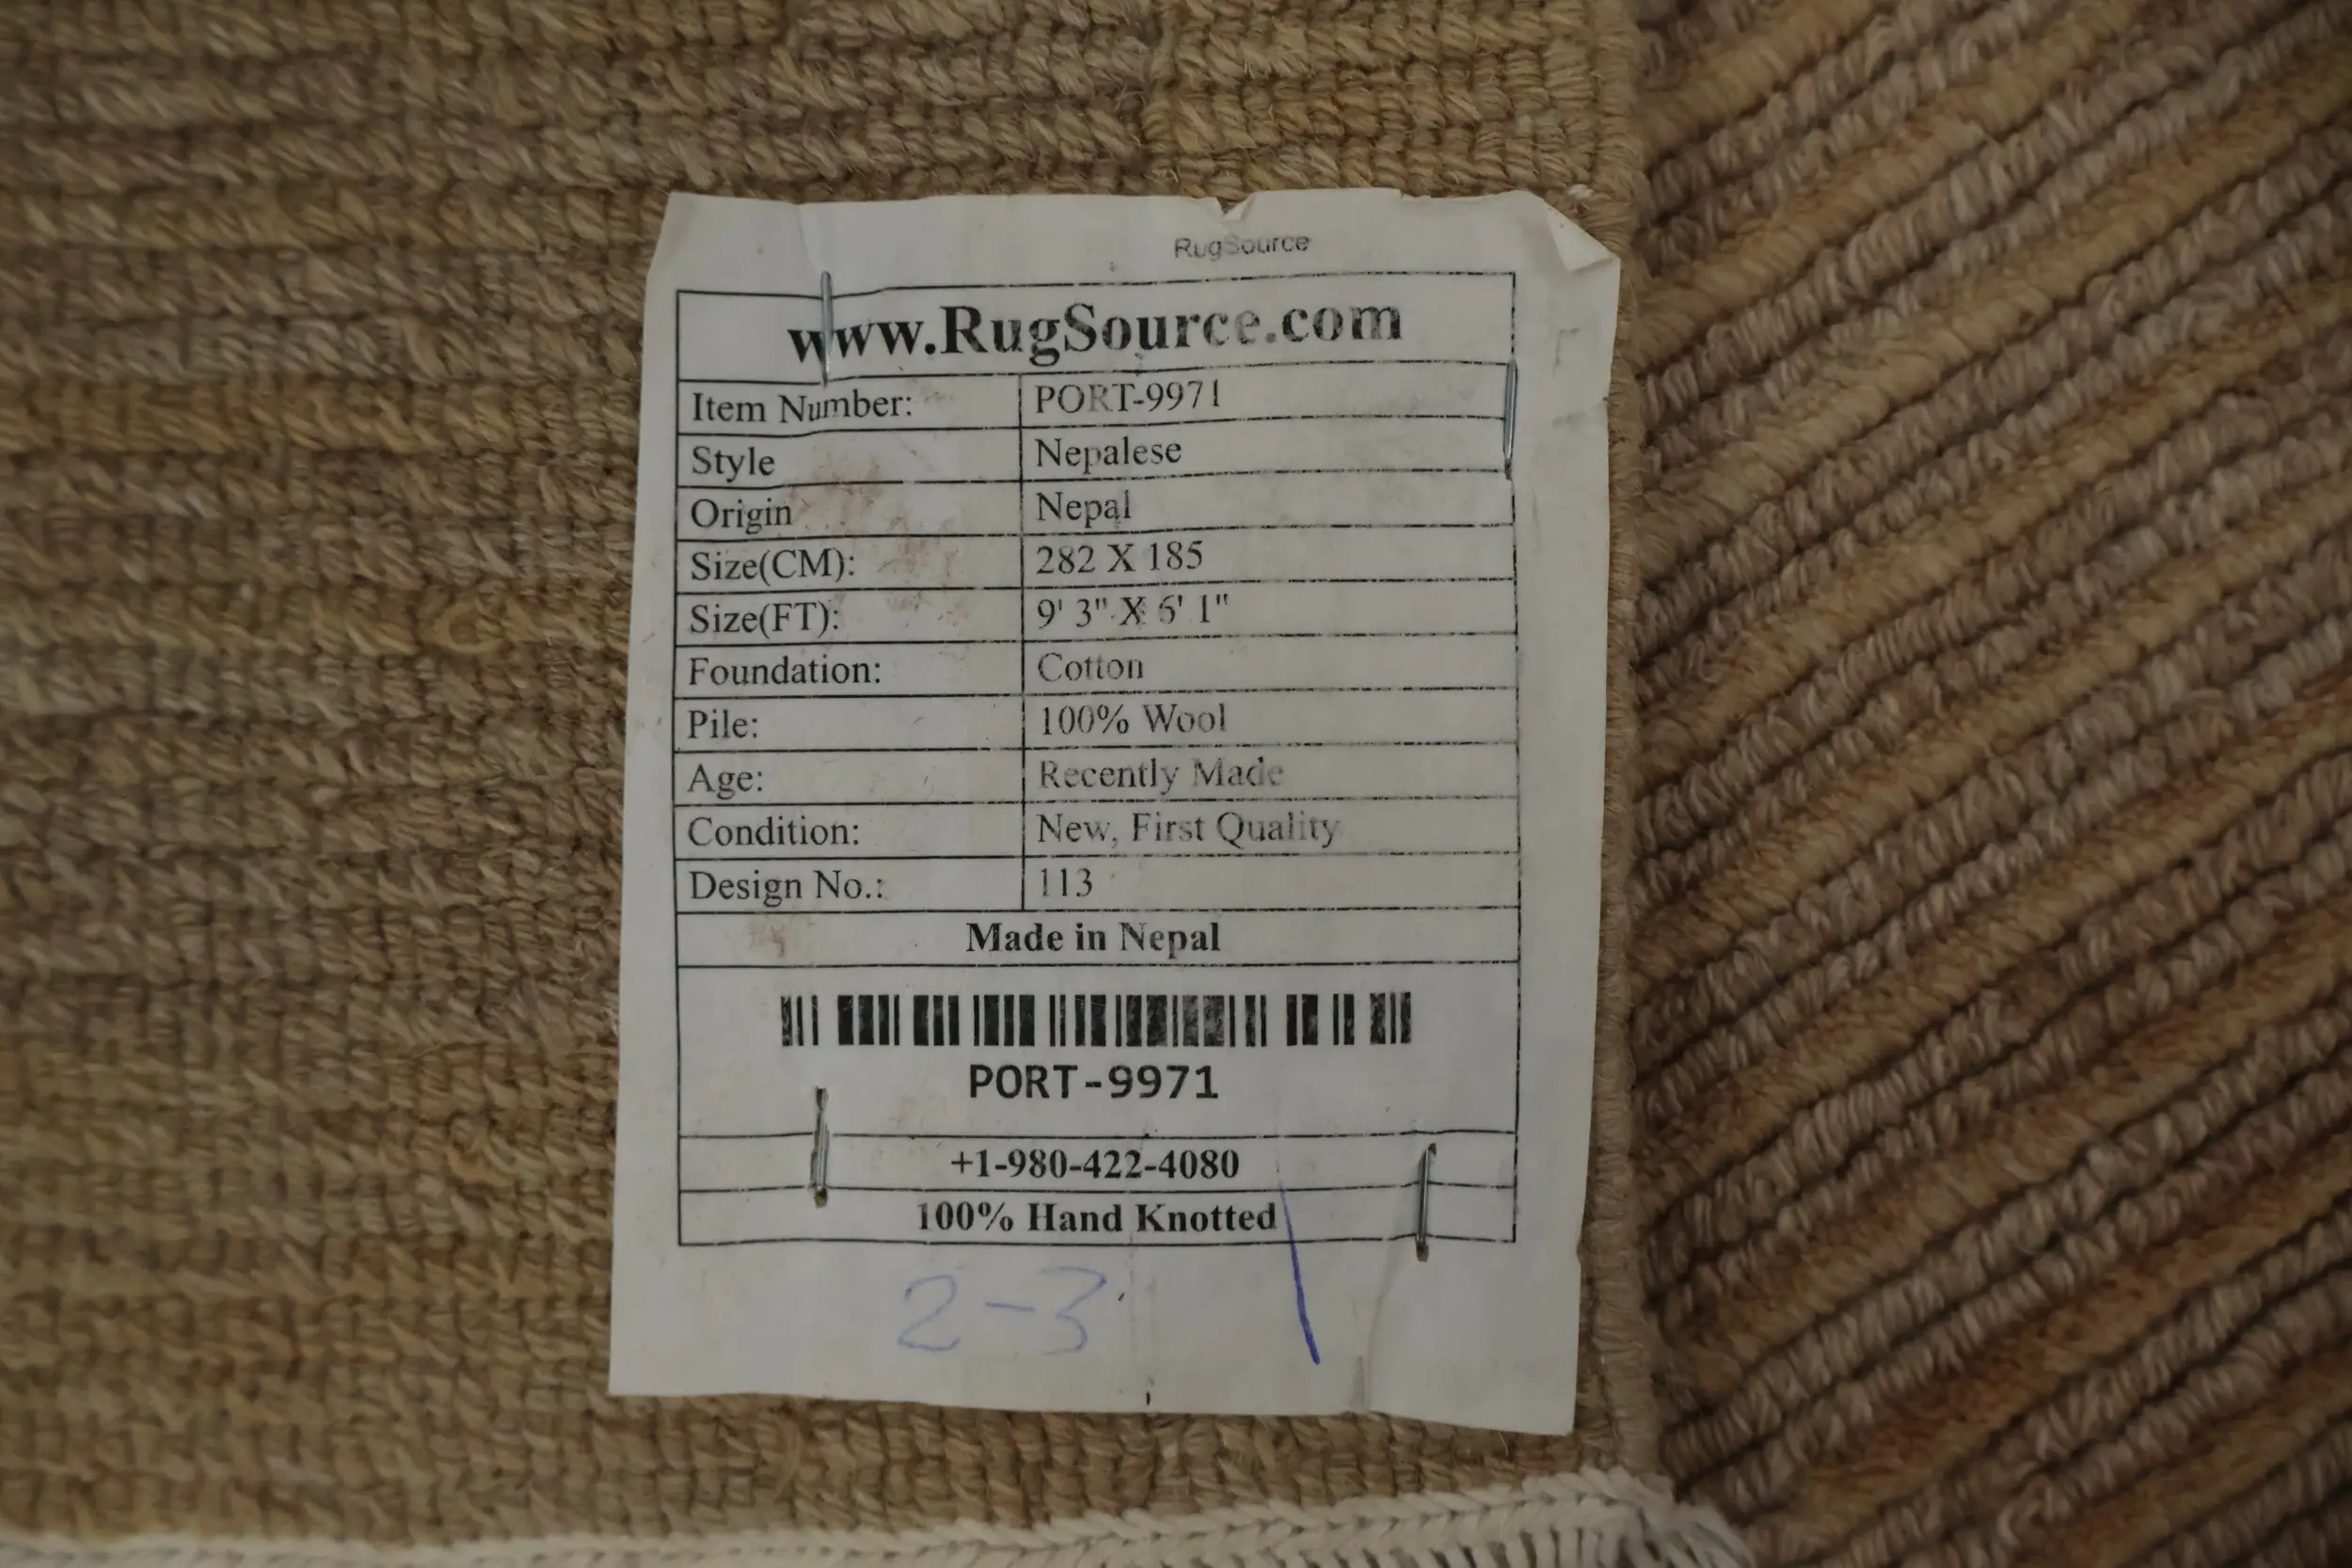 RugSource
www.RugSource.com
Item Number: PORT-9971
Style Nepalese
Origin Nepal
Size(CM): 282 X 185
Size(FT): 9' 3" X 6' 1"
Foundation: Cotton
Pile: 100% Wool
Age: Recently Made
Condition: New, First Quality
Design No.: 113
Made in Nepal
PORT-9971
+1-980-422-4080
100% Hand Knotted
2-3